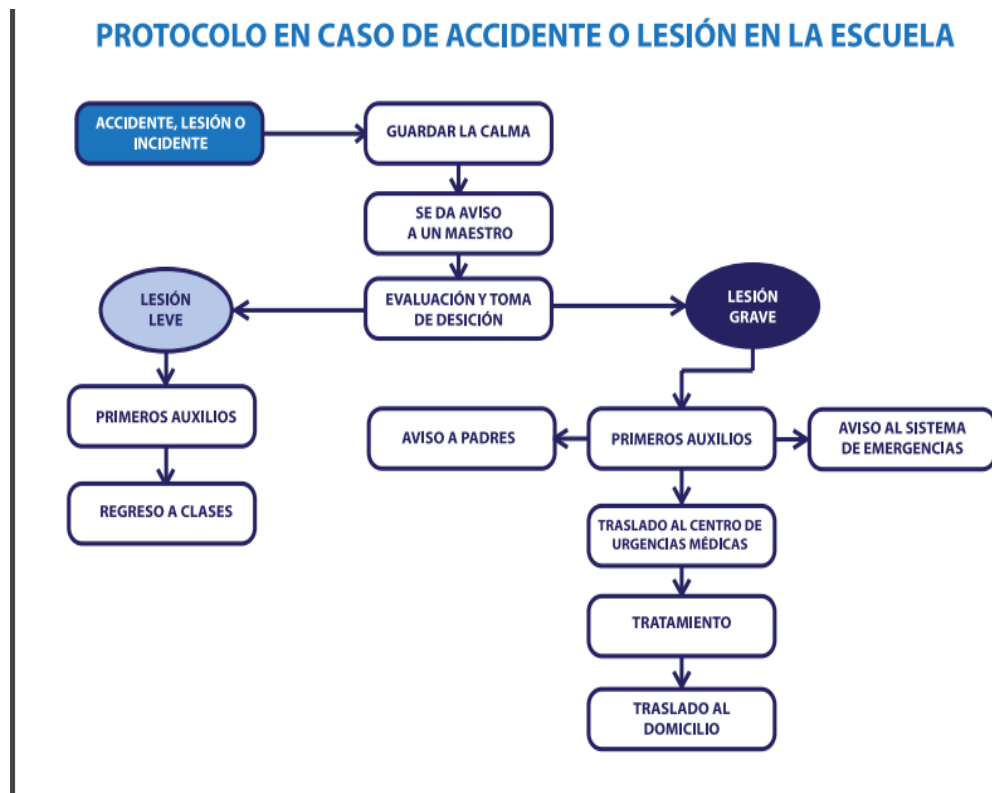 PROTOCOLO EN CASO DE ACCIDENTE O LESIÓN EN LA ESCUELA
ACCIDENTE, LESIÓN O
INCIDENTE
GUARDAR LA CALMA
SE DA AVISO
A UN MAESTRO
EVALUACIÓN Y TOMA
DE DESICIÓN
LESIÓN
LEVE
PRIMEROS AUXILIOS
REGRESO A CLASES
LESIÓN
GRAVE
AVISO A PADRES
PRIMEROS AUXILIOS
AVISO AL SISTEMA
DE EMERGENCIAS
TRASLADO AL CENTRO DE
URGENCIAS MÉDICAS
TRATAMIENTO
TRASLADO AL
DOMICILIO